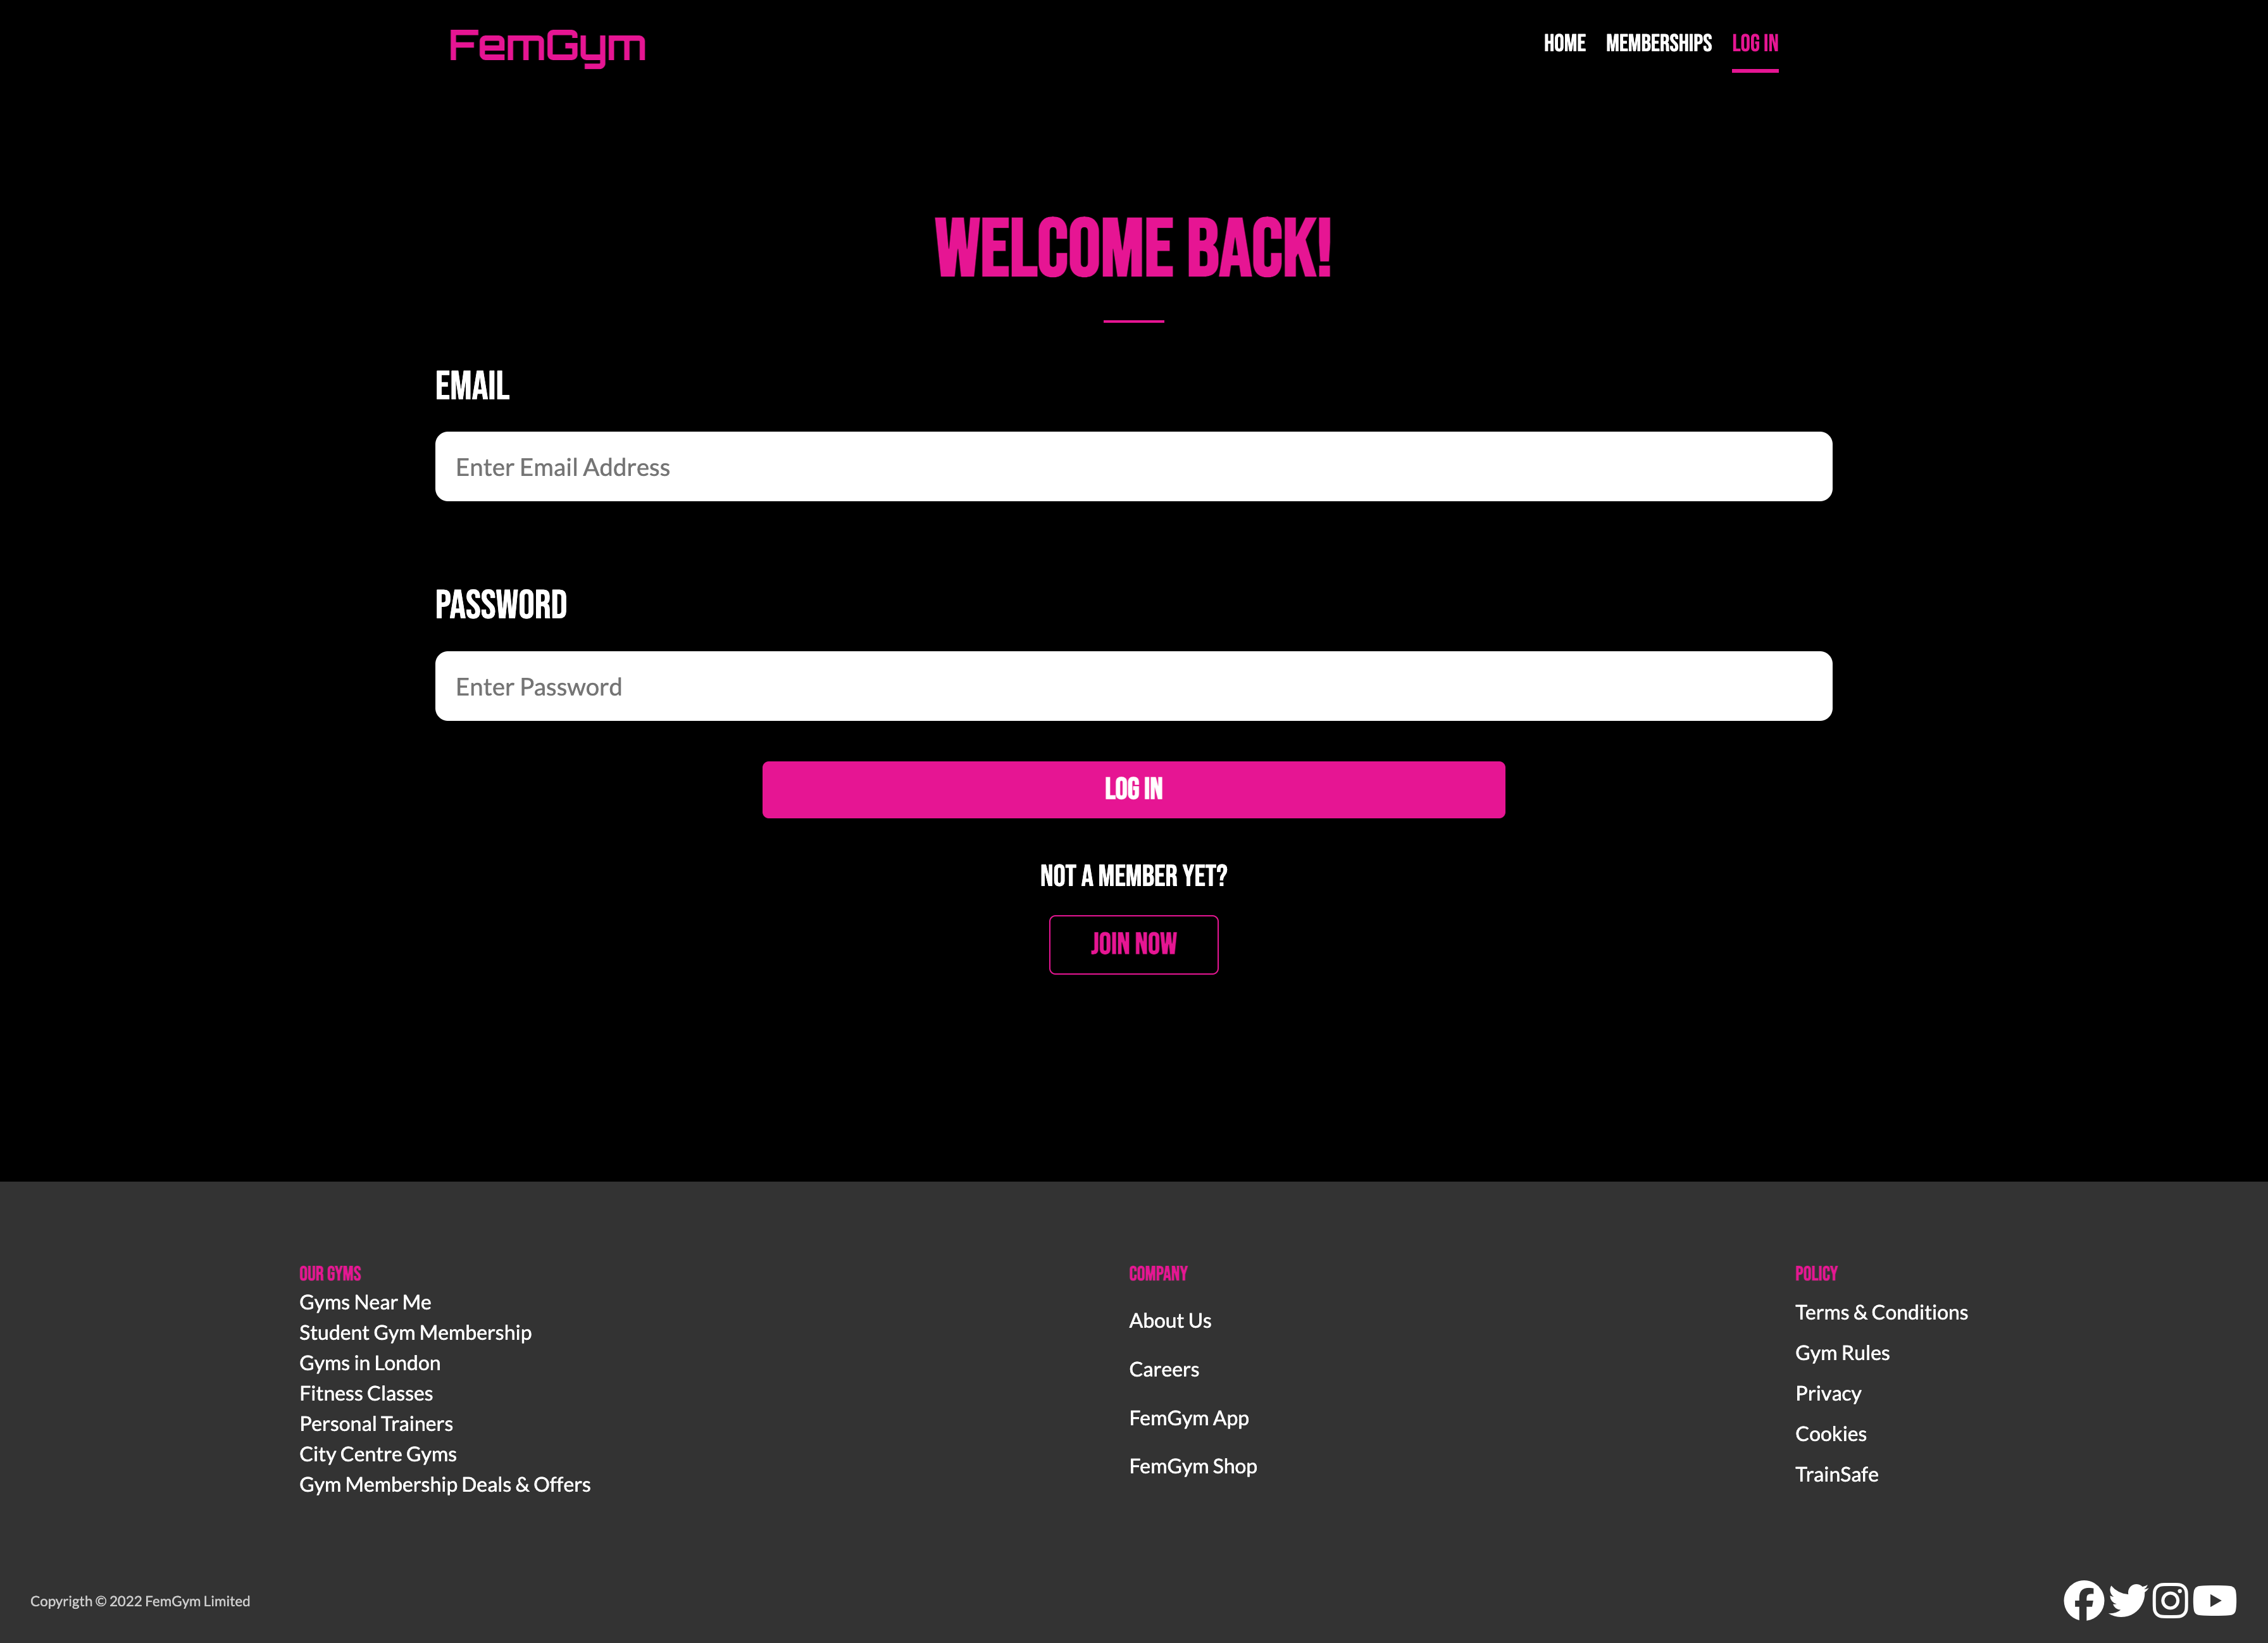 FemGym
HOME MEMBERSHIPS LOG IN
WELCOME BACK!
EMAIL
Enter Email Address
PASSWORD
Enter Password
LOG IN
NOT A MEMBER YET?
JOIN NOW
OUR GYMS
Gyms Near Me
Student Gym Membership
Gyms in London
Fitness Classes
Personal Trainers
City Centre Gyms
Gym Membership Deals & Offers
COMPANY
About Us
Careers
FemGym App
FemGym Shop
POLICY
Terms & Conditions
Gym Rules
Privacy
Cookies
TrainSafe
Copyrigth © 2022 FemGym Limited